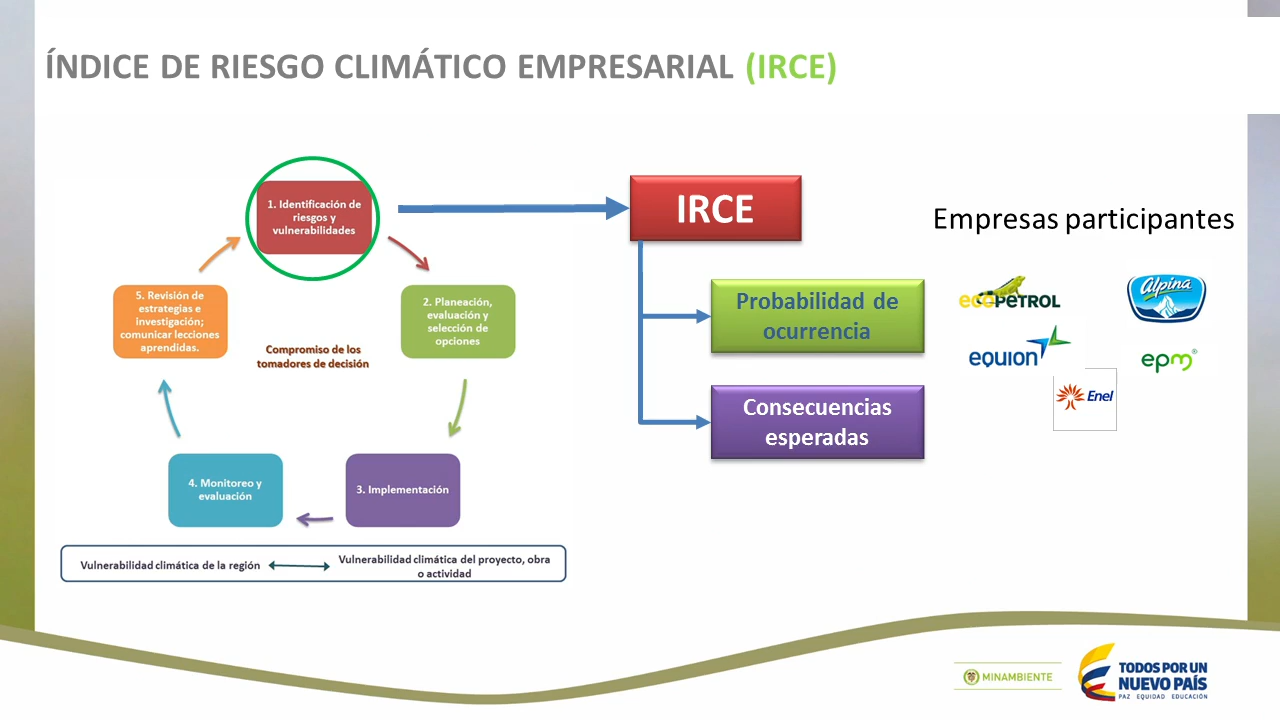 ÍNDICE DE RIESGO CLIMÁTICO EMPRESARIAL (IRCE)
1. Identificación de
riesgos y
vulnerabilidades
2. Planeación,
evaluación y
selección de
opciones
3. Implementación
4. Monitoreo y
evaluación
5. Revisión de
estrategias e
investigación;
comunicar lecciones
aprendidas.
Compromiso de los
tomadores de decisión
Vulnerabilidad climática de la región
Vulnerabilidad climática del proyecto, obra
o actividad
IRCE
Probabilidad de
ocurrencia
Consecuencias
esperadas
Empresas participantes
ecoPETROL
Alpina
equion
epm®
Enel
MINAMBIENTE
TODOS POR UN
NUEVO PAÍS
PAZ EQUIDAD EDUCACIÓN